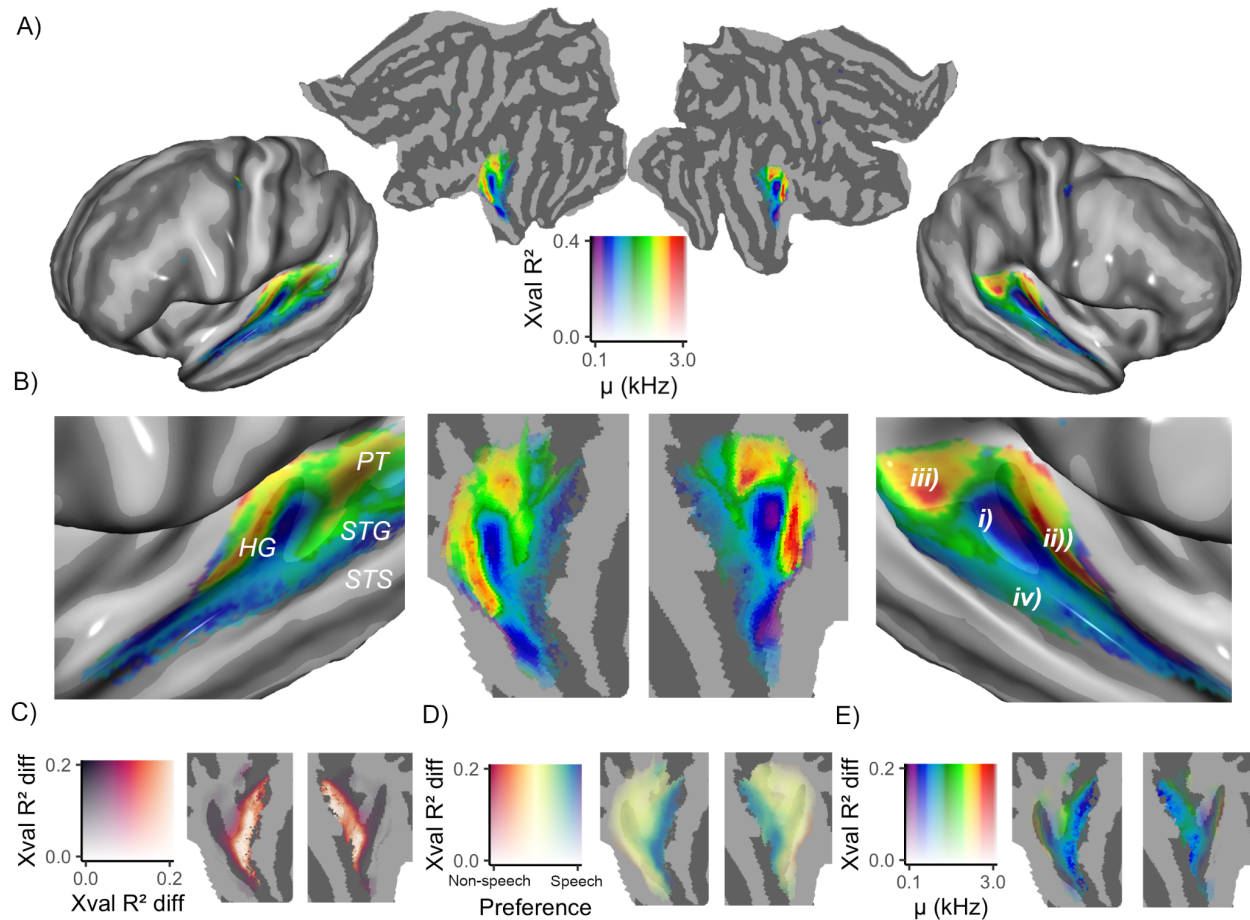 A)
0.4
Xval R²
0.0
0.1 3.0
µ (kHz)
B)
PT
HG
STG
STS
iii)
i)
ii))
iv)
C)
0.2
Xval R² diff
0.0
0.0 0.2
Xval R² diff
D)
0.2
Xval R² diff
0.0
Non-speech Speech
Preference
E)
0.2
Xval R² diff
0.0
0.1 3.0
µ (kHz)